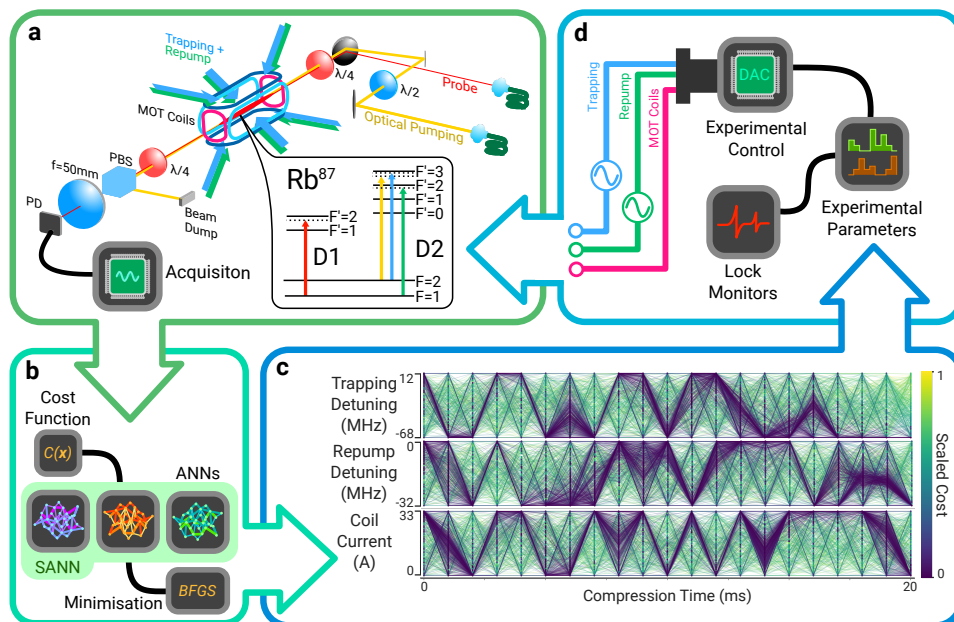 a
Trapping +
Repump
λ/4
λ/2
Probe
MOT Coils
Optical Pumping
PBS
λ/4
f=50mm
PD
Beam
Dump
Acquisiton
Rb87
F'=3
F'=2
F'=1
F'=0
F'=2
F'=1
D1
D2
F=2
F=1
d
Trapping
Repump
MOT Coils
DAC
Experimental
Control
Experimental
Parameters
Lock
Monitors
b
Cost
Function
C(x)
ANNs
SANN
Minimisation
BFGS
c
Trapping
Detuning
(MHz)
12
-68
Repump
Detuning
(MHz)
0
-32
Coil
Current
(A)
33
0
0
20
Compression Time (ms)
1
Scaled Cost
0